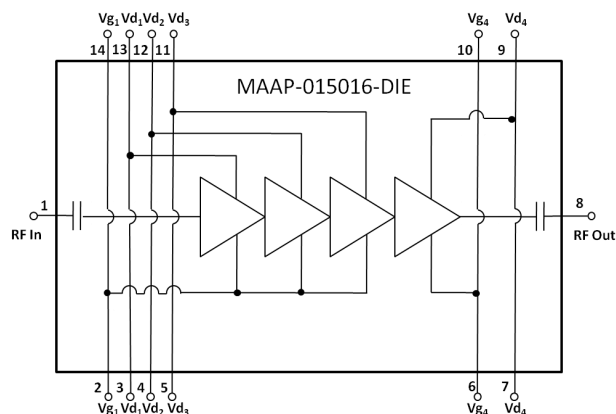 Vg1 Vd1 Vd2 Vd3 Vg4 Vd4
14 13 12 11 10 9
MAAP-015016-DIE
1 8
RF In RF Out
2 3 4 5 6 7
Vg1 Vd1 Vd2 Vd3 Vg4 Vd4